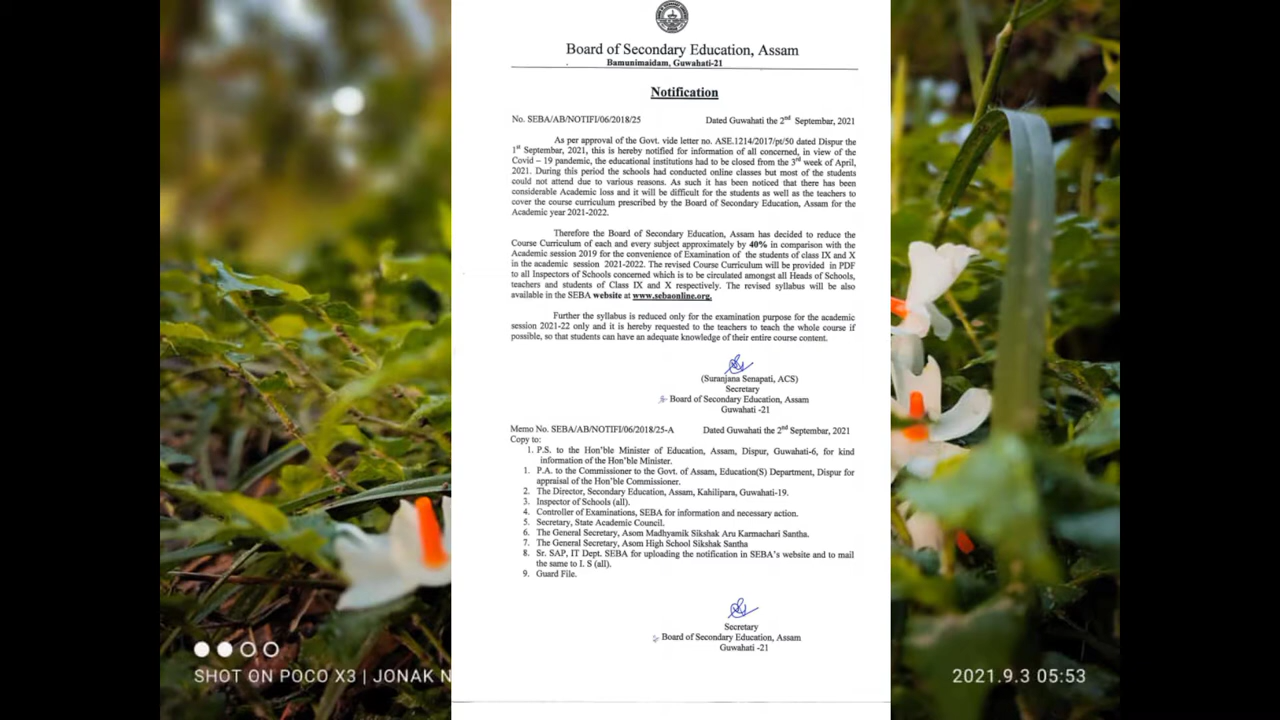 Board of Secondary Education, Assam
Bamunimaidam, Guwahati-21
Notification
No. SEBA/AB/NOTIFI/06/2018/25 Dated Guwahati the 2nd Septembar, 2021
As per approval of the Govt. vide letter no. ASE.1214/2017/pt/50 dated Dispur the
1st Septembar, 2021, this is hereby notified for information of all concerned, in view of the
Covid – 19 pandemic, the educational institutions had to be closed from the 3rd week of April,
2021. During this period the schools had conducted online classes but most of the students
could not attend due to various reasons. As such it has been noticed that there has been
considerable Academic loss and it will be difficult for the students as well as the teachers to
cover the course curriculum prescribed by the Board of Secondary Education, Assam for the
Academic year 2021-2022.
Therefore the Board of Secondary Education, Assam has decided to reduce the
Course Curriculum of each and every subject approximately by 40% in comparison with the
Academic session 2019 for the convenience of Examination of the students of class IX and X
in the academic session 2021-2022. The revised Course Curriculum will be provided in PDF
to all Inspectors of Schools concerned which is to be circulated amongst all Heads of Schools,
teachers and students of Class IX and X respectively. The revised syllabus will be also
available in the SEBA website at www.sebaonline.org.
Further the syllabus is reduced only for the examination purpose for the academic
session 2021-22 only and it is hereby requested to the teachers to teach the whole course if
possible, so that students can have an adequate knowledge of their entire course content.
(Suranjana Senapati, ACS)
Secretary
Board of Secondary Education, Assam
Guwahati -21
Memo No. SEBA/AB/NOTIFI/06/2018/25-A Dated Guwahati the 2nd Septembar, 2021
Copy to:
1. P.S. to the Hon'ble Minister of Education, Assam, Dispur, Guwahati-6, for kind
information of the Hon'ble Minister.
1. P.A. to the Commissioner to the Govt. of Assam, Education(S) Department, Dispur for
appraisal of the Hon'ble Commissioner.
2. The Director, Secondary Education, Assam, Kahilipara, Guwahati-19.
3. Inspector of Schools (all).
4. Controller of Examinations, SEBA for information and necessary action.
5. Secretary, State Academic Council.
6. The General Secretary, Asom Madhyamik Sikshak Aru Karmachari Santha.
7. The General Secretary, Asom High School Sikshak Santha
8. Sr. SAP, IT Dept. SEBA for uploading the notification in SEBA's website and to mail
the same to I. S (all).
9. Guard File.
Secretary
Board of Secondary Education, Assam
Guwahati -21
SHOT ON POCO X3 | JONAK N
2021.9.3 05:53